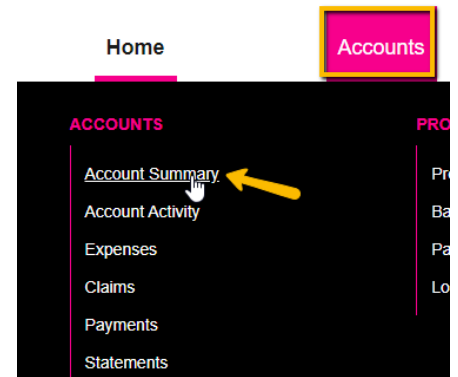 Home
Accounts
ACCOUNTS
Account Summary
Account Activity
Expenses
Claims
Payments
Statements